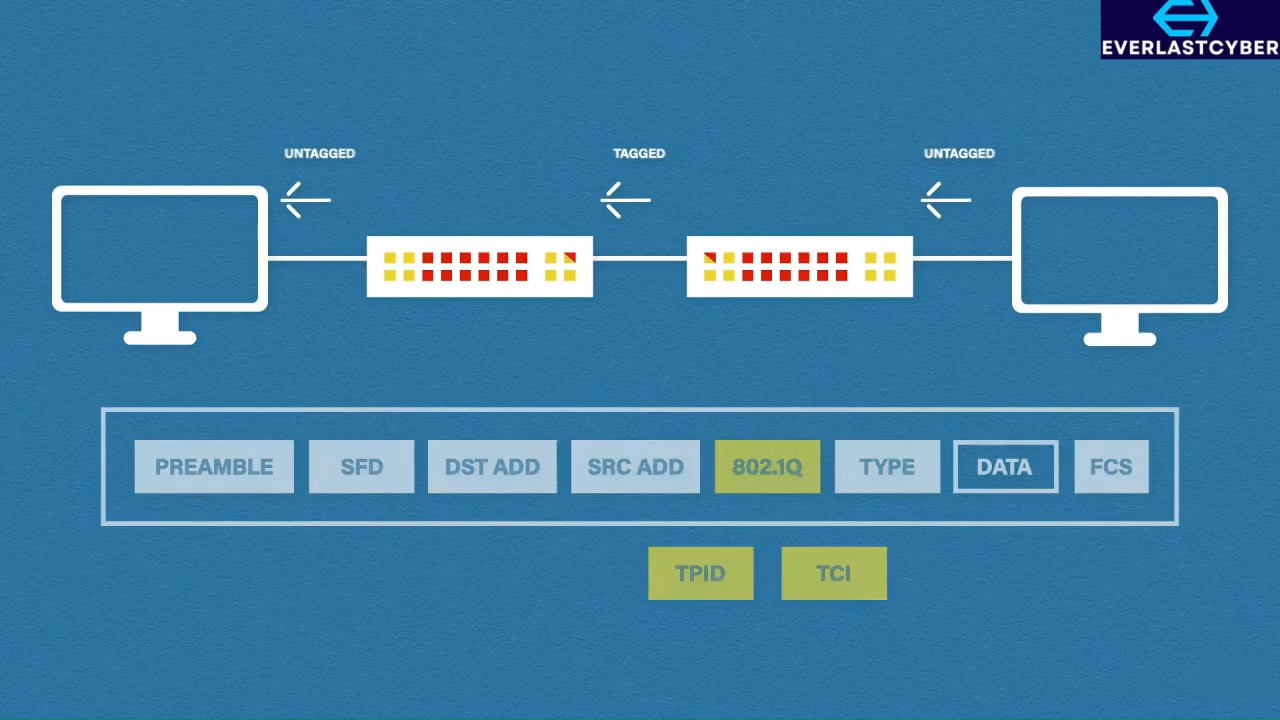 EVERLASTCYBER
UNTAGGED
TAGGED
UNTAGGED
PREAMBLE
SFD
DST ADD
SRC ADD
802.1Q
TYPE
DATA
FCS
TPID
TCI